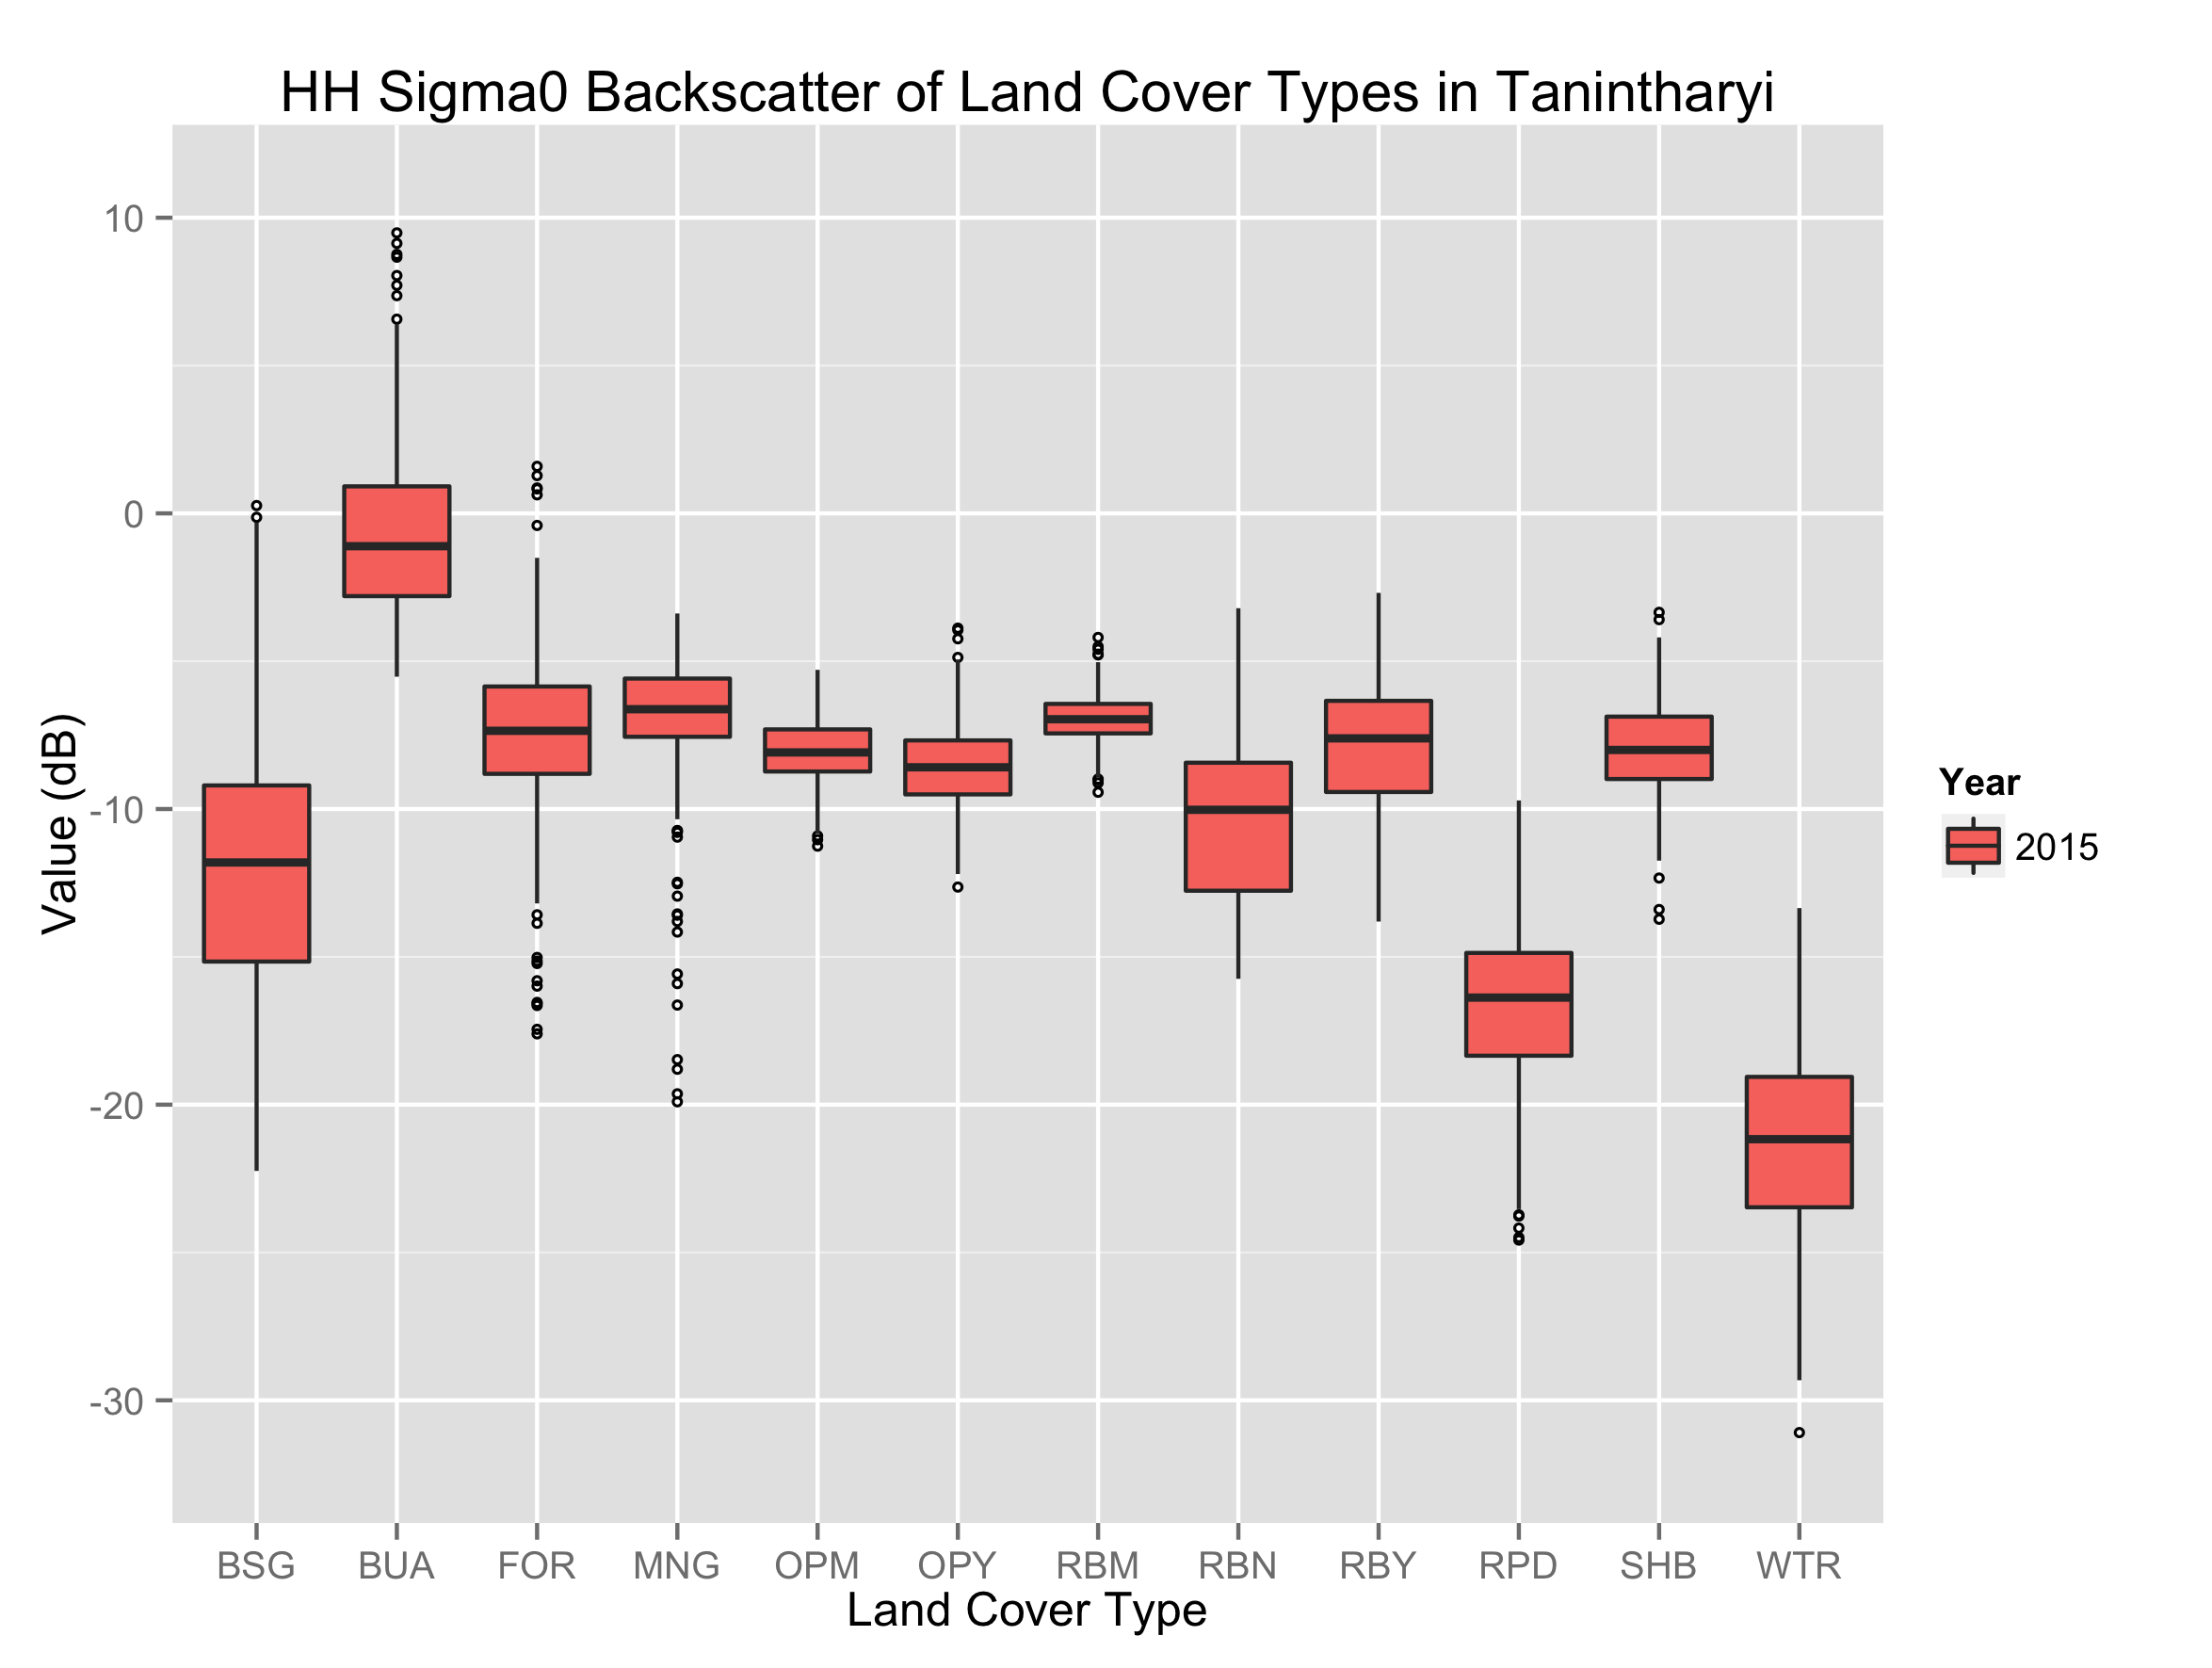 HH Sigma0 Backscatter of Land Cover Types in Tanintharyi
10
0
-10
-20
-30
Value (dB)
BSG BUA FOR MNG OPM OPY RBM RBN RBY RPD SHB WTR
Land Cover Type
Year
2015